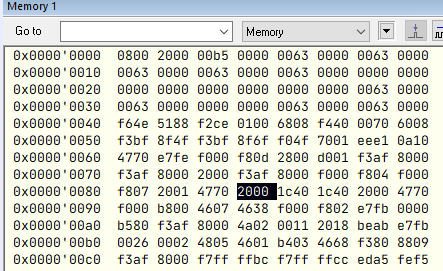 Memory 1
Go to Memory
0x0000'0000 0800 2000 00b5 0000 0063 0000 0063 0000
0x0000'0010 0063 0000 0063 0000 0063 0000 0063 0000
0x0000'0020 0000 0000 0000 0000 0000 0000 0063 0000
0x0000'0030 0063 0000 0000 0000 0063 0000 0063 0000
0x0000'0040 f64e 5188 f2ce 0100 6808 f440 0070 6008
0x0000'0050 f3bf 8f4f f3bf 8f6f f04f 7001 eee1 0a10
0x0000'0060 4770 e7fe f000 f80d 2800 d001 f3af 8000
0x0000'0070 f3af 8000 2000 f3af 8000 f000 f804 f000
0x0000'0080 f807 2001 4770 2000 1c40 1c40 2000 4770
0x0000'0090 f000 b800 4607 4638 f000 f802 e7fb 0000
0x0000'00a0 b580 f3af 8000 4a02 0011 2018 beab e7fb
0x0000'00b0 0026 0002 4805 4601 b403 4668 f380 8809
0x0000'00c0 f3af 8000 f7ff ffbc f7ff ffcc eda5 fef5